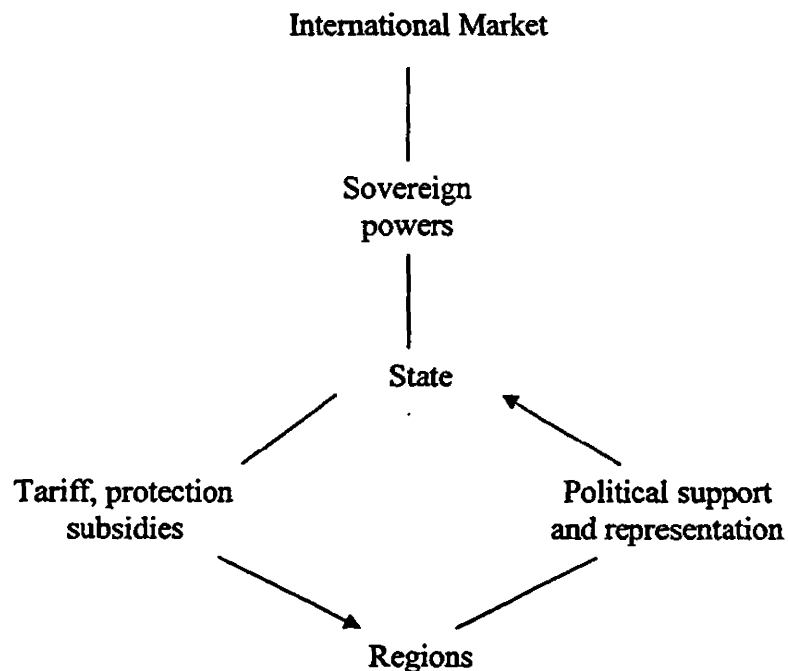 International Market
Sovereign
powers
State
Tariff, protection
subsidies
Political support
and representation
Regions